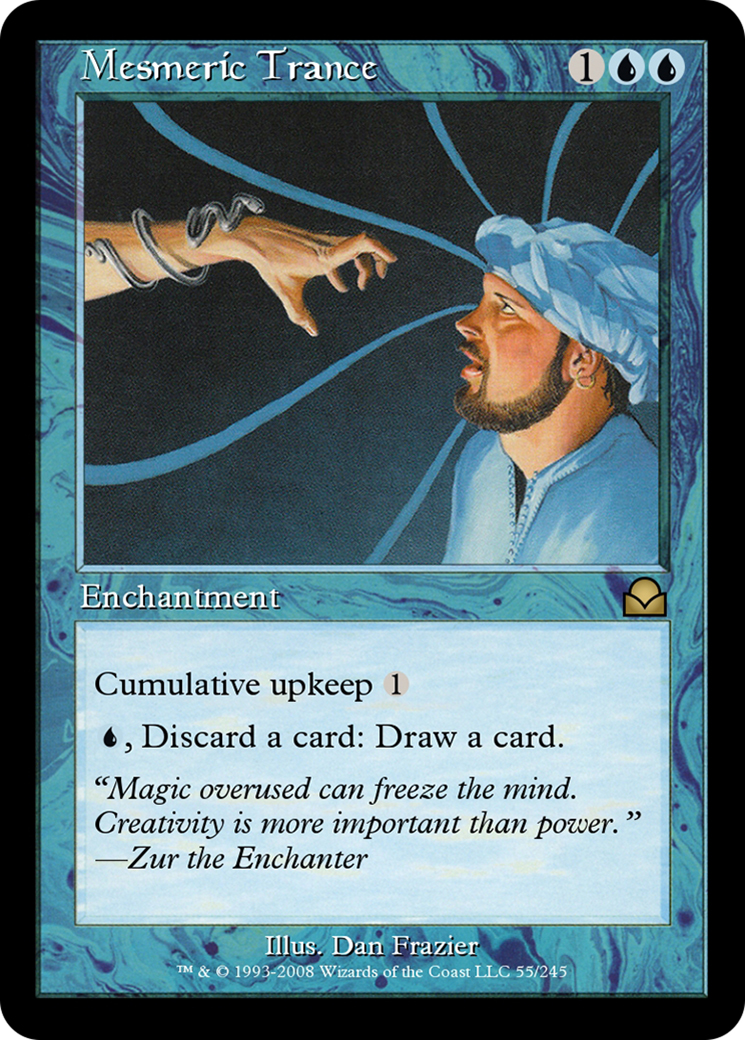 Mesmeric Trance 1
Enchantment
Cumulative upkeep 1
, Discard a card: Draw a card.
“Magic overused can freeze the mind.
Creativity is more important than power.”
—Zur the Enchanter
Illus. Dan Frazier
™ & © 1993-2008 Wizards of the Coast LLC 55/245